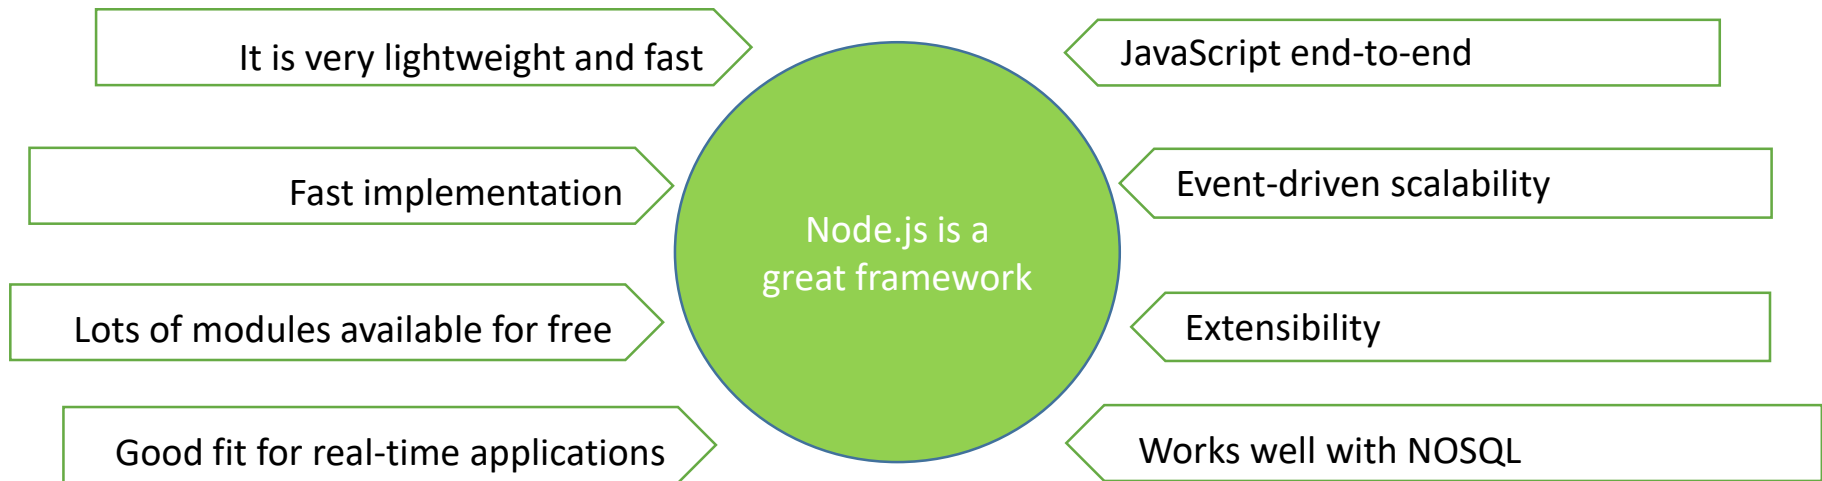 It is very lightweight and fast
JavaScript end-to-end
Fast implementation
Event-driven scalability
Node.js is a
great framework
Lots of modules available for free
Extensibility
Good fit for real-time applications
Works well with NOSQL